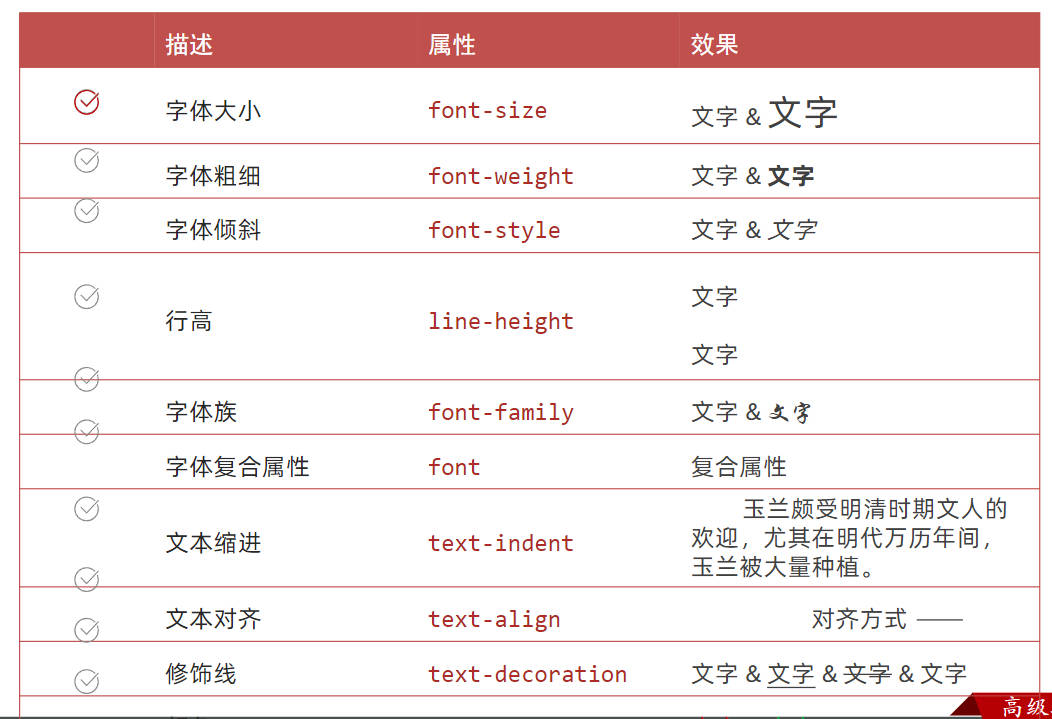 描述 属性 效果
字体大小 font-size 文字 & 文字
字体粗细 font-weight 文字 & 文字
字体倾斜 font-style 文字 & 文字
行高 line-height 文字
文字
字体族 font-family 文字 & 文字
字体复合属性 font 复合属性
文本缩进 text-indent 玉兰颇受明清时期文人的
欢迎，尤其在明代万历年间，
玉兰被大量种植。
文本对齐 text-align 对齐方式 ——
修饰线 text-decoration 文字 & 文字 & 文字 & 文字
高级